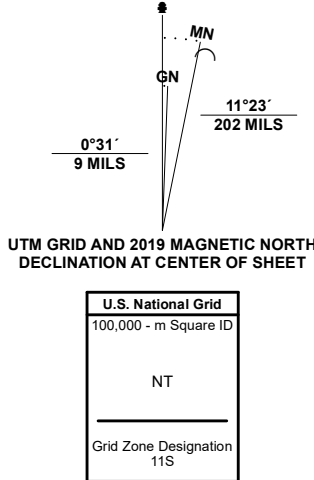 MN
GN
11°23´
202 MILS
0°31´
9 MILS
UTM GRID AND 2019 MAGNETIC NORTH
DECLINATION AT CENTER OF SHEET
U.S. National Grid
100,000 - m Square ID
NT
Grid Zone Designation
11S